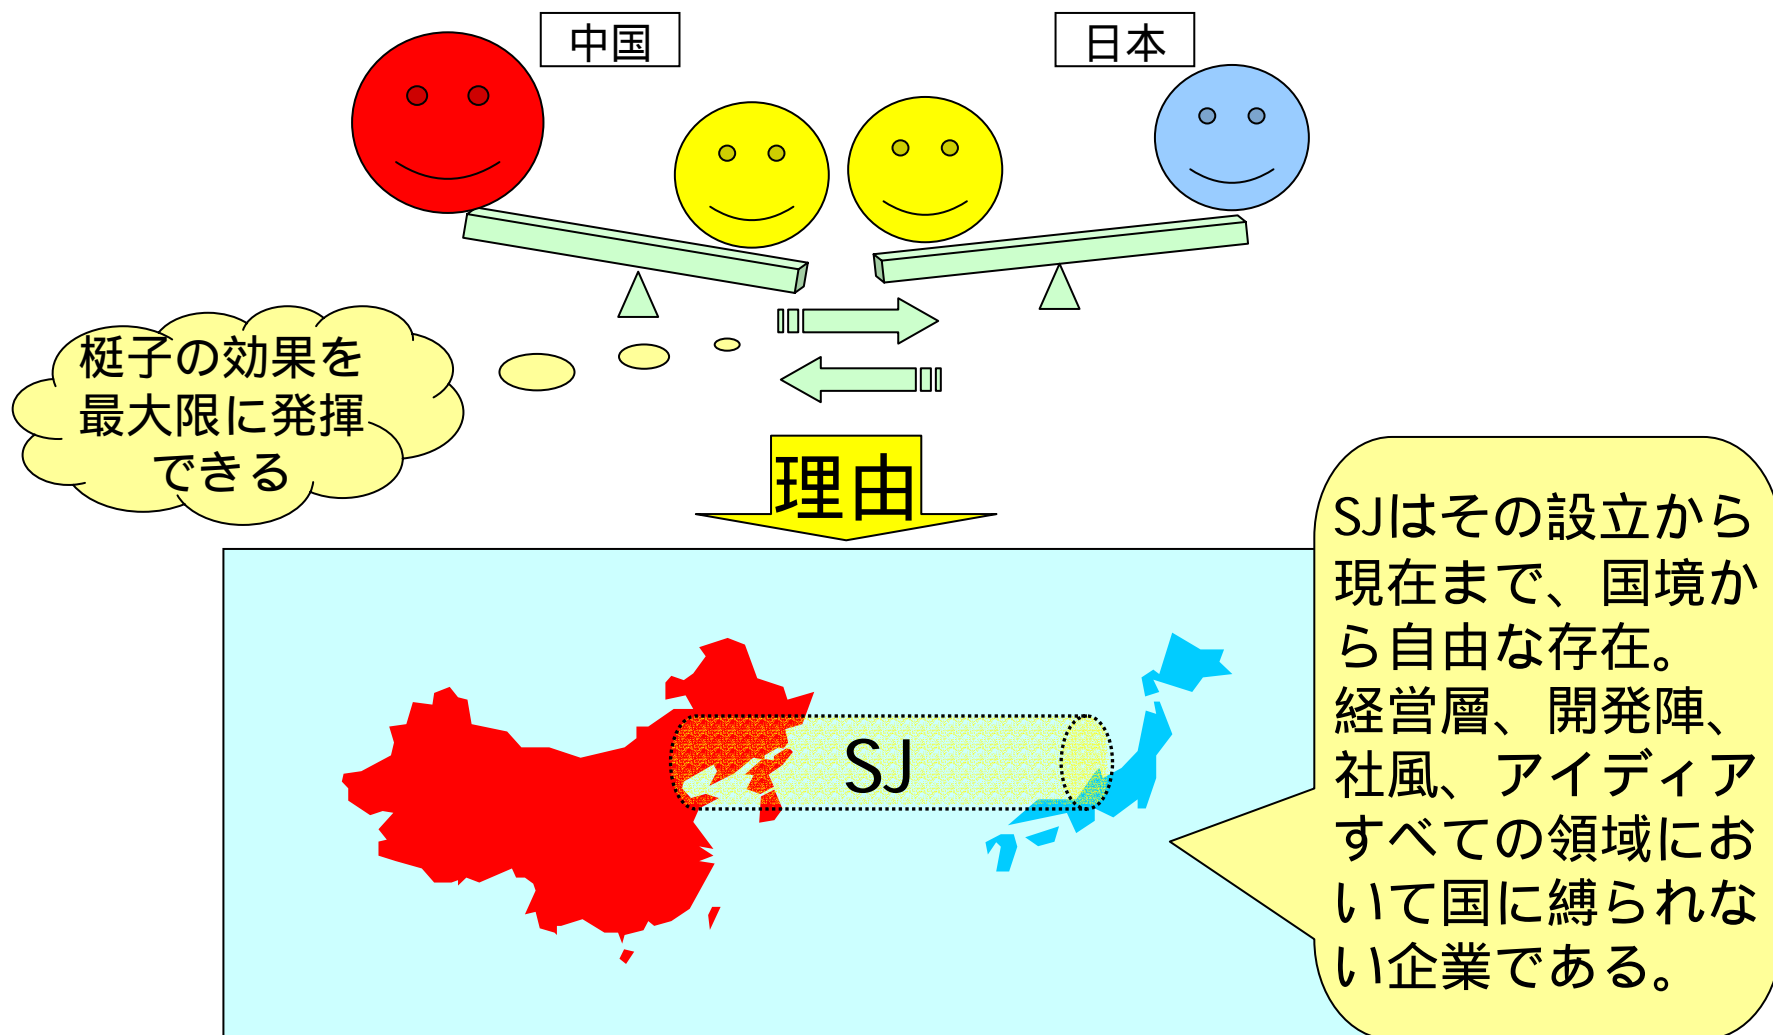 中国
日本
梃子の効果を
最大限に発揮
できる
理由
SJ
SJはその設立から
現在まで、国境か
ら自由な存在。
経営層、開発陣、
社風、アイディア
すべての領域にお
いて国に縛られな
い企業である。